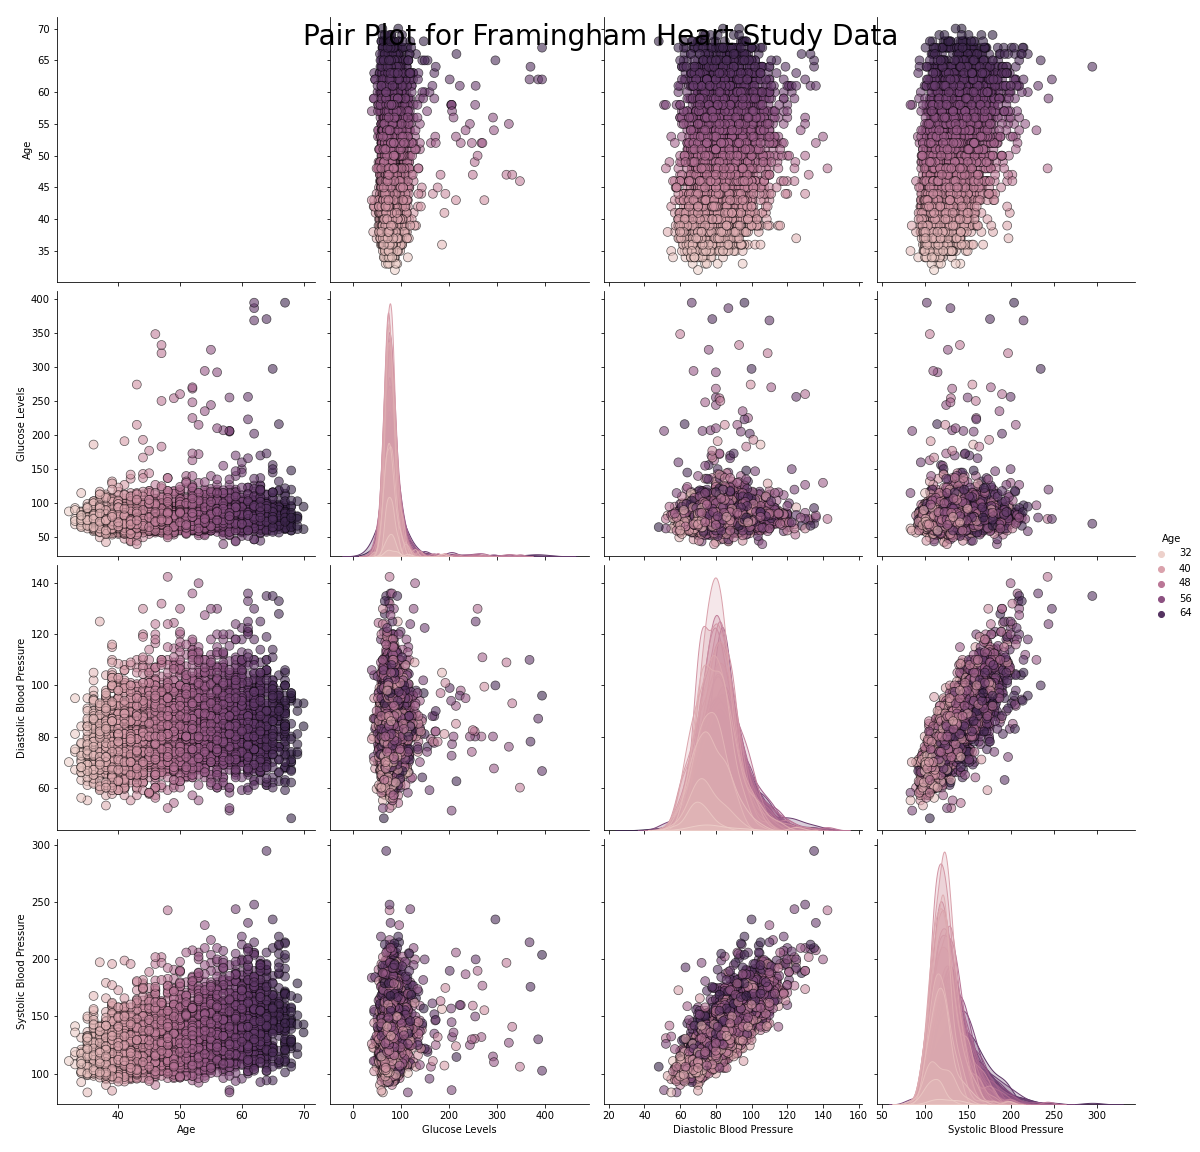 Pair Plot for Framingham Heart Study Data
70
65
60
55
50
45
40
35
Age
400
350
300
250
200
150
100
50
Glucose Levels
Age
32
40
48
56
64
140
120
100
80
60
Diastolic Blood Pressure
300
250
200
150
100
Systolic Blood Pressure
40 50 60 70
0 100 200 300 400
20 40 60 80 100 120 140 160
50 100 150 200 250 300
Age
Glucose Levels
Diastolic Blood Pressure
Systolic Blood Pressure